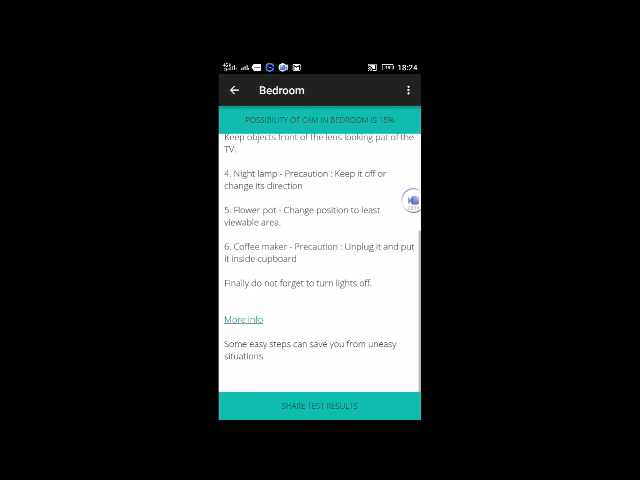 18:24
Bedroom
POSSIBILITY OF CAM IN BEDROOM IS 15%
Keep objects front of the lens looking pat of the
TV.
4. Night lamp - Precaution : Keep it off or
change its direction
5. Flower pot - Change position to least
viewable area.
6. Coffee maker - Precaution : Unplug it and put
it inside cupboard
Finally do not forget to turn lights off.
More info
Some easy steps can save you from uneasy
situations
SHARE TEST RESULTS